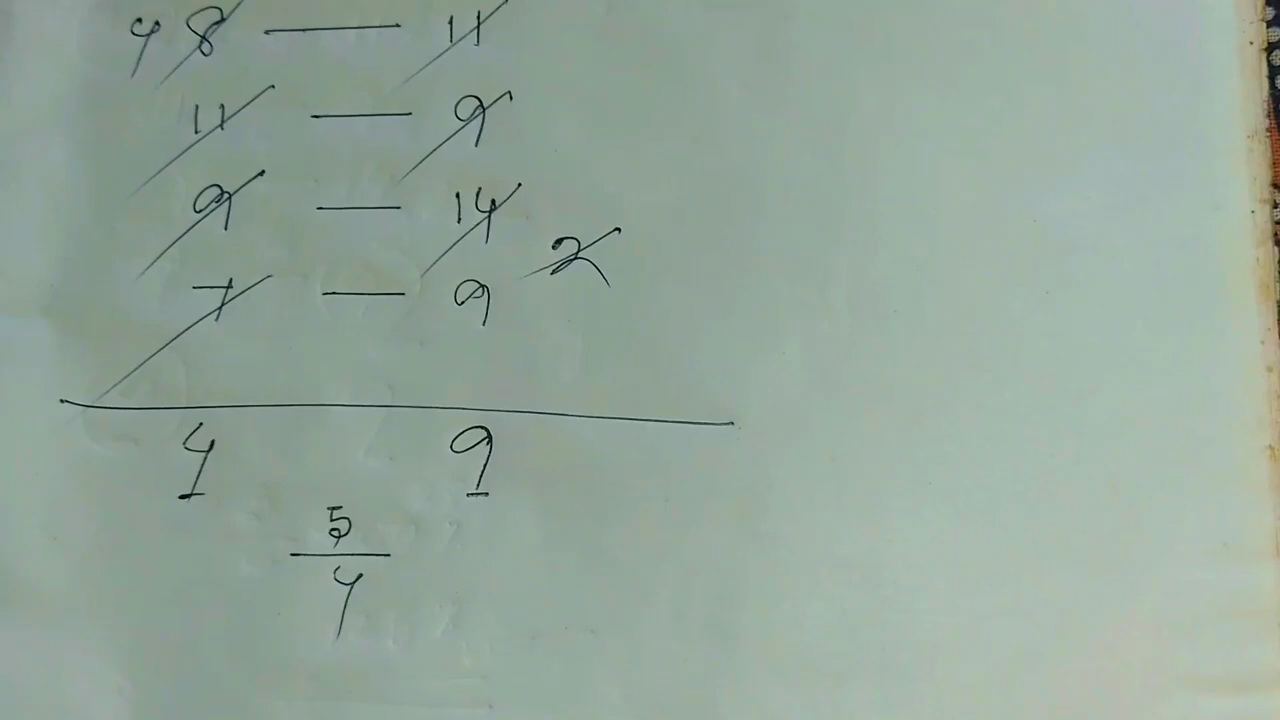 4 8 — 11
11 — 9
9 — 14
2
7 — 9
4 9
5
4